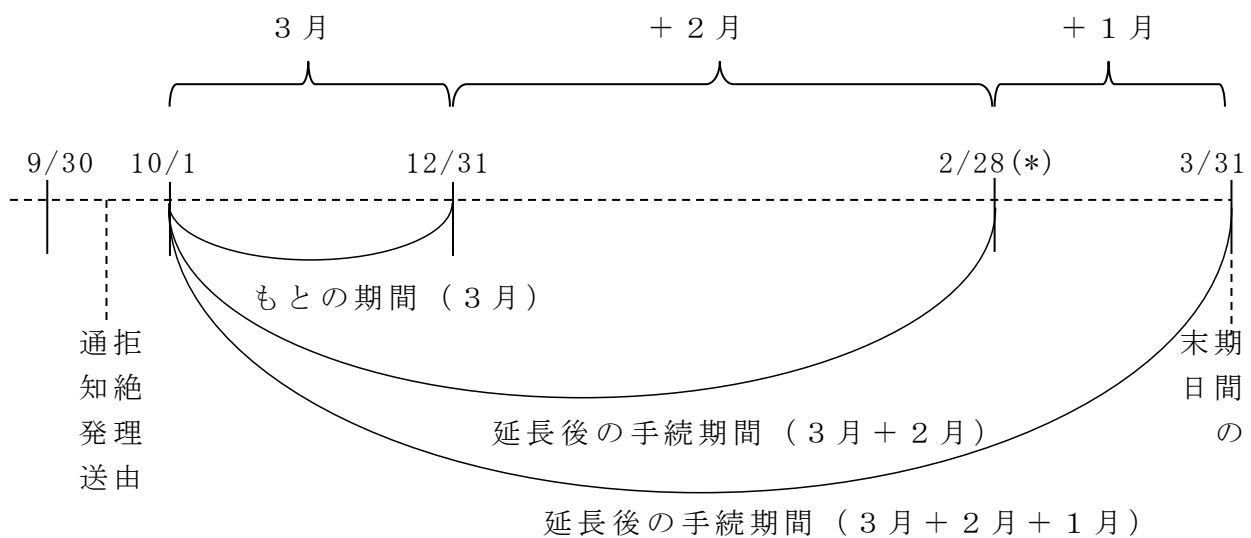 ３月
＋２月
＋１月
9/30
10/1
12/31
2/28(*)
3/31
もとの期間（３月）
拒絶理由
通知発送
期間の
末日
延長後の手続期間（３月＋２月）
延長後の手続期間（３月＋２月＋１月）